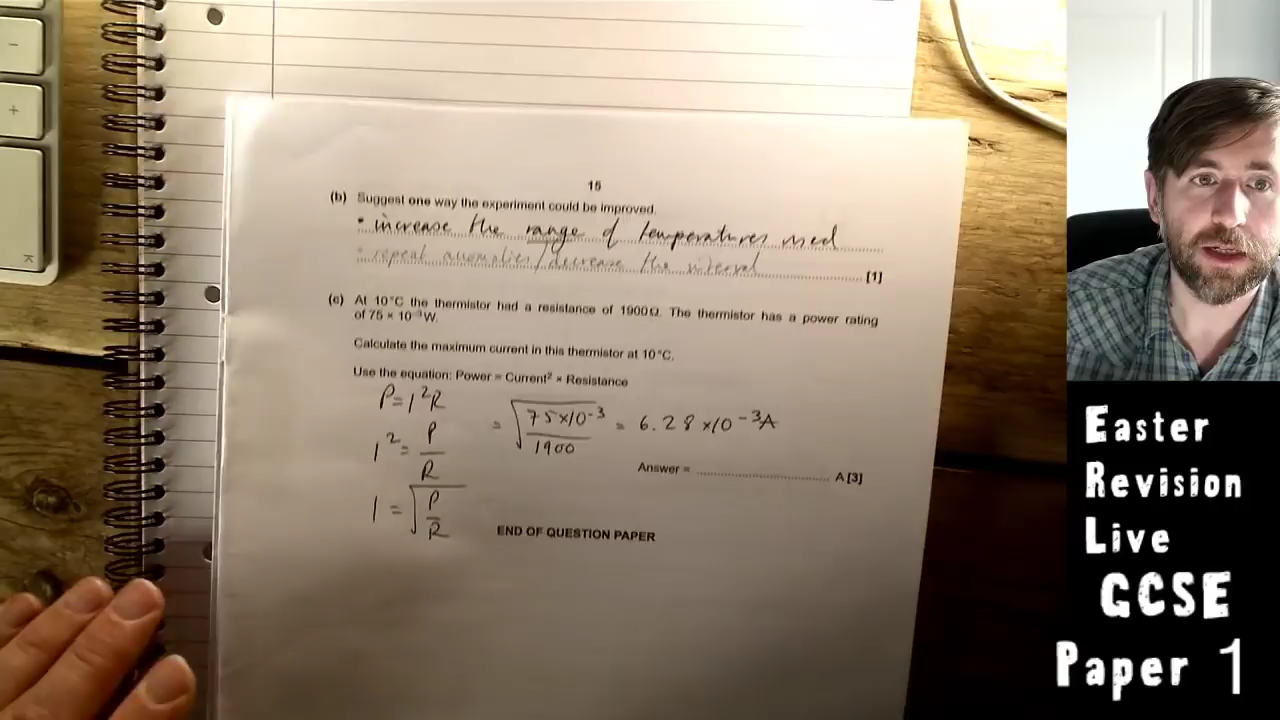 15
(b) Suggest one way the experiment could be improved.
• increase the range of temperatures used
• repeat anomalies / decrease the interval
[1]
(c) At 10°C the thermistor had a resistance of 1900Ω. The thermistor has a power rating
of 75 × 10⁻³W.
Calculate the maximum current in this thermistor at 10°C.
Use the equation: Power = Current² × Resistance
P=I²R
I² = P/R
I = √(P/R)
= √(75×10⁻³/1900) = 6.28 ×10⁻³A
Answer = .............................. A [3]
END OF QUESTION PAPER
Easter
Revision
Live
GCSE
Paper 1